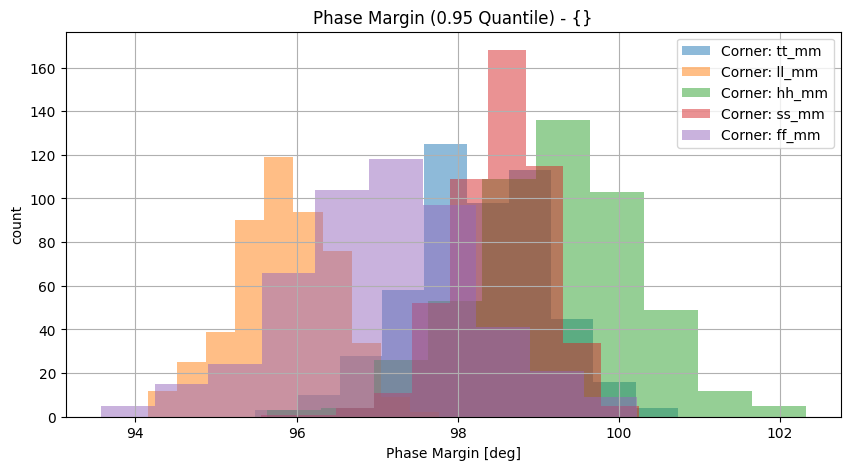 Phase Margin (0.95 Quantile) - {}
Corner: tt_mm
Corner: ll_mm
Corner: hh_mm
Corner: ss_mm
Corner: ff_mm
count
160
140
120
100
80
60
40
20
0
94 96 98 100 102
Phase Margin [deg]